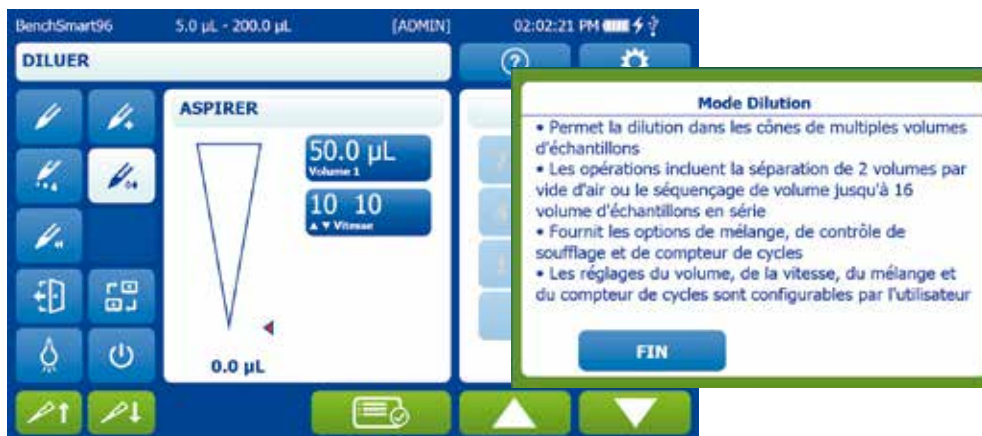 BenchSmart96 5.0 µL - 200.0 µL [ADMIN] 02:02:21 PM
DILUER
?
ASPIRER
50.0 µL
Volume 1
10 10
▲ ▼ Vitesse
0.0 µL
Mode Dilution
• Permet la dilution dans les cônes de multiples volumes
d'échantillons
• Les opérations incluent la séparation de 2 volumes par
vide d'air ou le séquençage de volume jusqu'à 16
volume d'échantillons en série
• Fournit les options de mélange, de contrôle de
soufflage et de compteur de cycles
• Les réglages du volume, de la vitesse, du mélange et
du compteur de cycles sont configurables par l'utilisateur
FIN